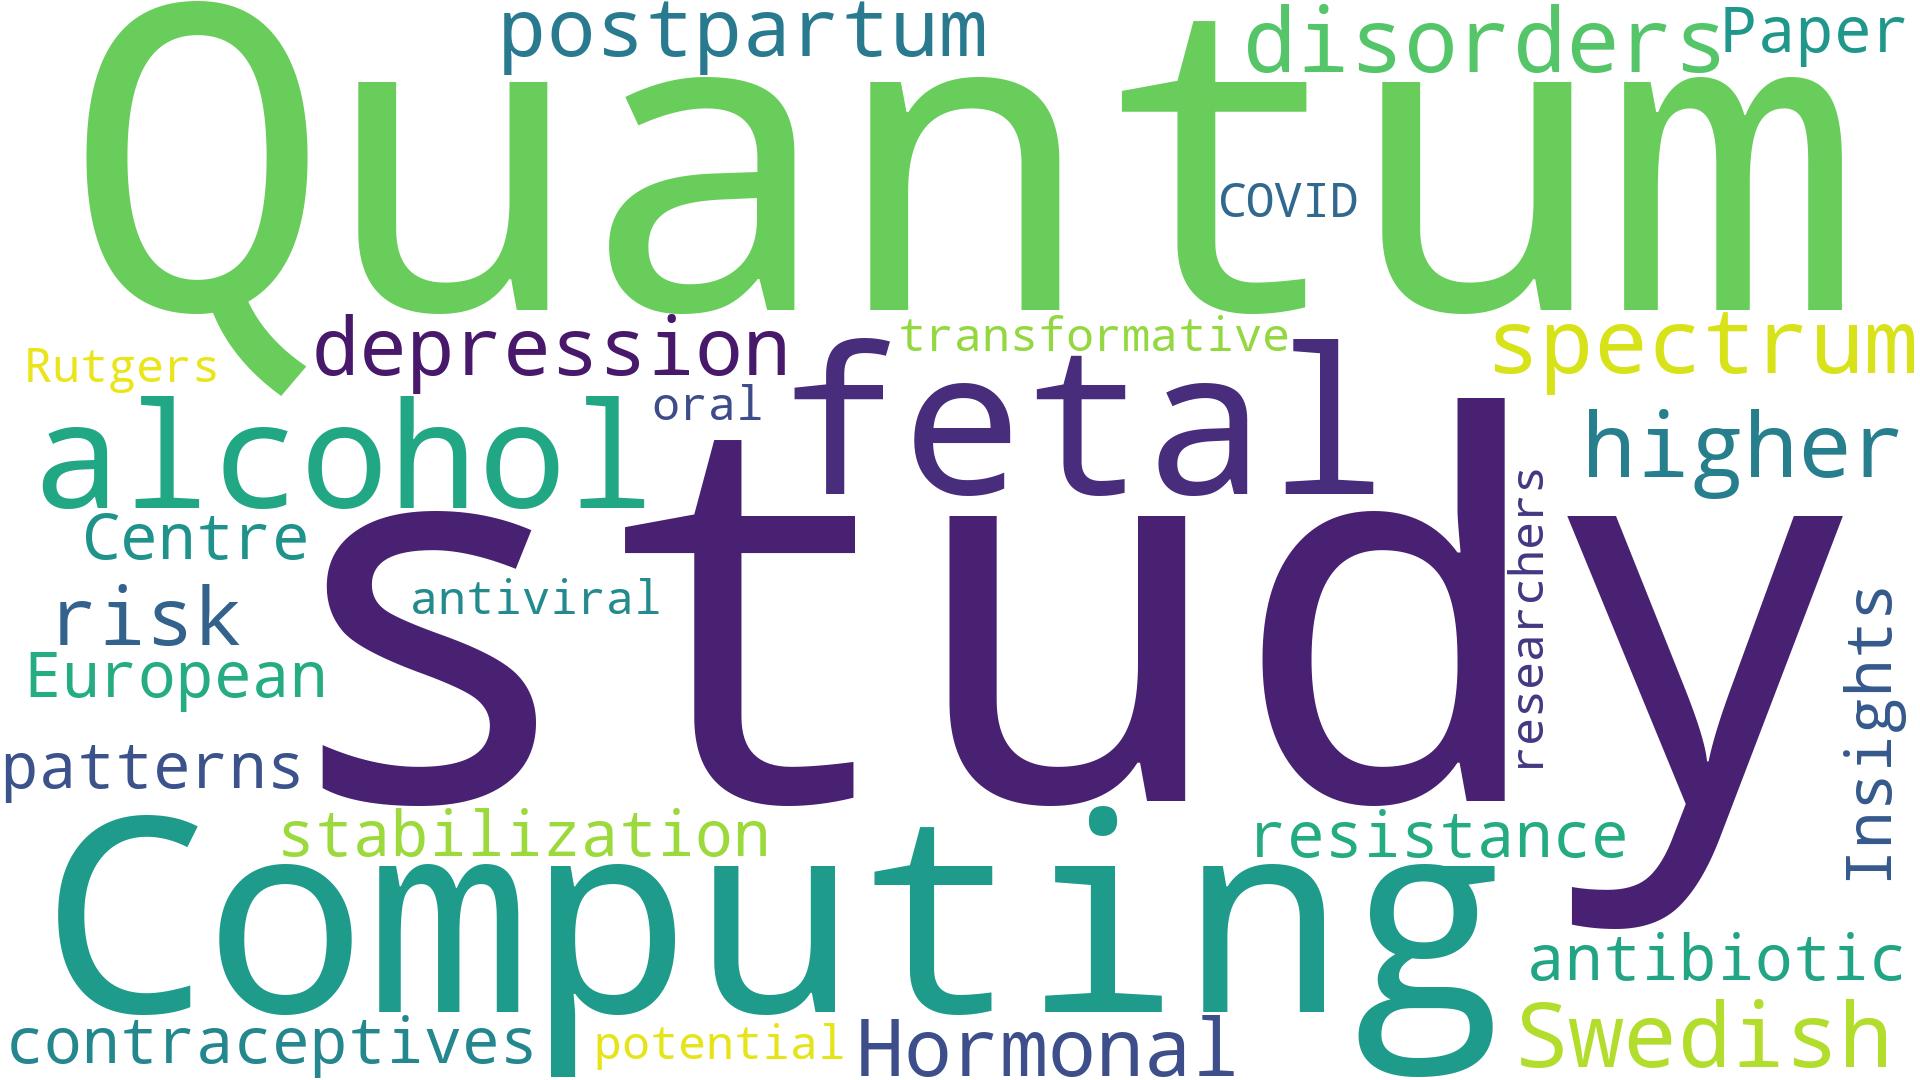 postpartum
disorders
Paper
Quantum
COVID
depression
transformative
spectrum
Rutgers
oral
fetal
alcohol
higher
Centre
study
researchers
antiviral
risk
European
Insights
patterns
stabilization
resistance
Computing
antibiotic
contraceptives
potential
Hormonal
Swedish